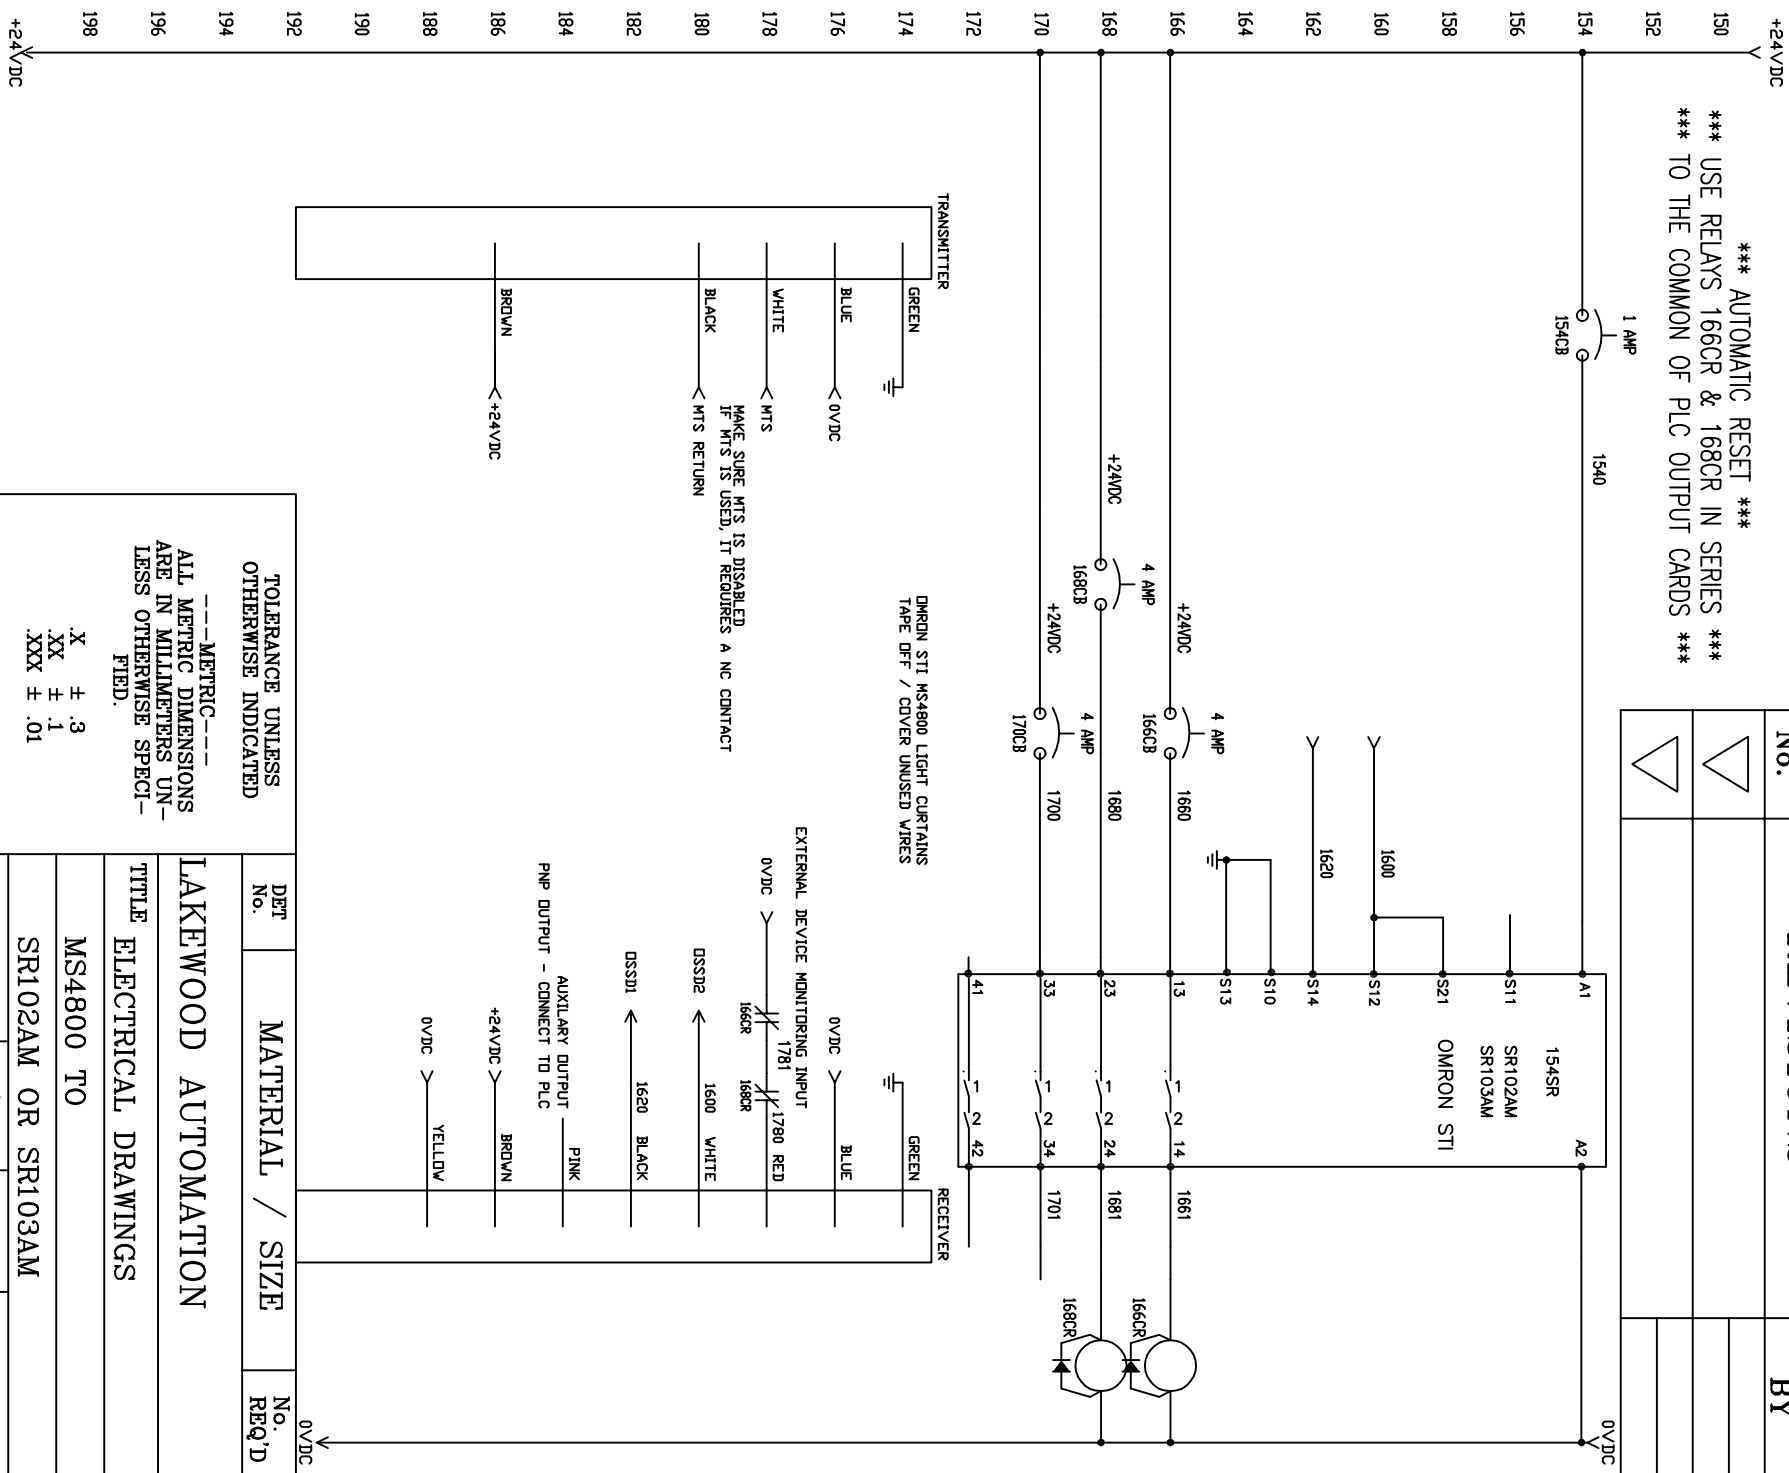 +24VDC
150
152
154
156
158
160
162
164
166
168
170
172
174
176
178
180
182
184
186
188
192
194
196
198
+24VDC
*** AUTOMATIC RESET ***
*** USE RELAYS 166CR & 168CR IN SERIES ***
*** TO THE COMMON OF PLC OUTPUT CARDS ***
No.
BY
1 AMP
154CB
1540
A1
A2
0VDC
154SR
SR102AM
SR103AM
OMRON STI
S11
S21
S12
S14
S10
S13
1600
1620
+24VDC
4 AMP
166CB
1660
13
1
2
14
1661
166CR
+24VDC
4 AMP
168CB
1680
23
1
2
24
1681
168CR
+24VDC
4 AMP
170CB
1700
33
1
2
34
1701
41
1
2
42
TRANSMITTER
GREEN
BLUE
0VDC
WHITE
MTS
BLACK
MTS RETURN
BROWN
+24VDC
MAKE SURE MTS IS DISABLED
IF MTS IS USED, IT REQUIRES A NC CONTACT
OMRON STI MS4800 LIGHT CURTAINS
TAPE OFF / COVER UNUSED WIRES
RECEIVER
GREEN
0VDC
BLUE
EXTERNAL DEVICE MONITORING INPUT
0VDC
166CR
1781
168CR
1780 RED
OSSD2
1600 WHITE
OSSD1
1620 BLACK
AUXILARY OUTPUT
PNP OUTPUT - CONNECT TO PLC
PINK
+24VDC
BROWN
0VDC
YELLOW
0VDC
TOLERANCE UNLESS
OTHERWISE INDICATED
---METRIC---
ALL METRIC DIMENSIONS
ARE IN MILLIMETERS UN-
LESS OTHERWISE SPECI-
FIED.
.X ± .3
.XX ± .1
.XXX ± .01
DET
No.
MATERIAL / SIZE
No.
REQ'D
LAKEWOOD AUTOMATION
TITLE ELECTRICAL DRAWINGS
MS4800 TO
SR102AM OR SR103AM